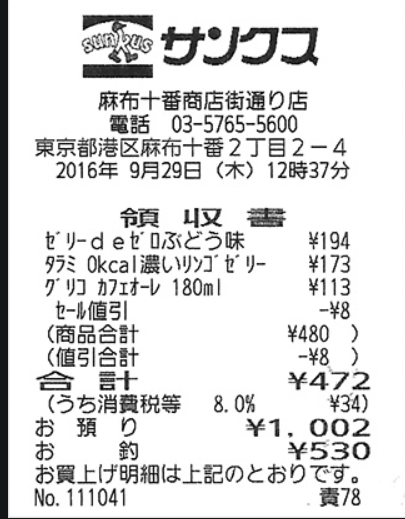 sunkus サンクス
麻布十番商店街通り店
電話 03-5765-5600
東京都港区麻布十番2丁目2-4
2016年 9月29日(木) 12時37分
領収書
ゼリーdeゼロぶどう味 ¥194
タラミ 0kcal濃いリンゴゼリー ¥173
グリコ カフェオーレ 180ml ¥113
セール値引 -¥8
(商品合計 ¥480 )
(値引合計 -¥8 )
合計 ¥472
(うち消費税等 8.0% ¥34)
お預り ¥1,002
お釣 ¥530
お買上げ明細は上記のとおりです。
No.111041 責78